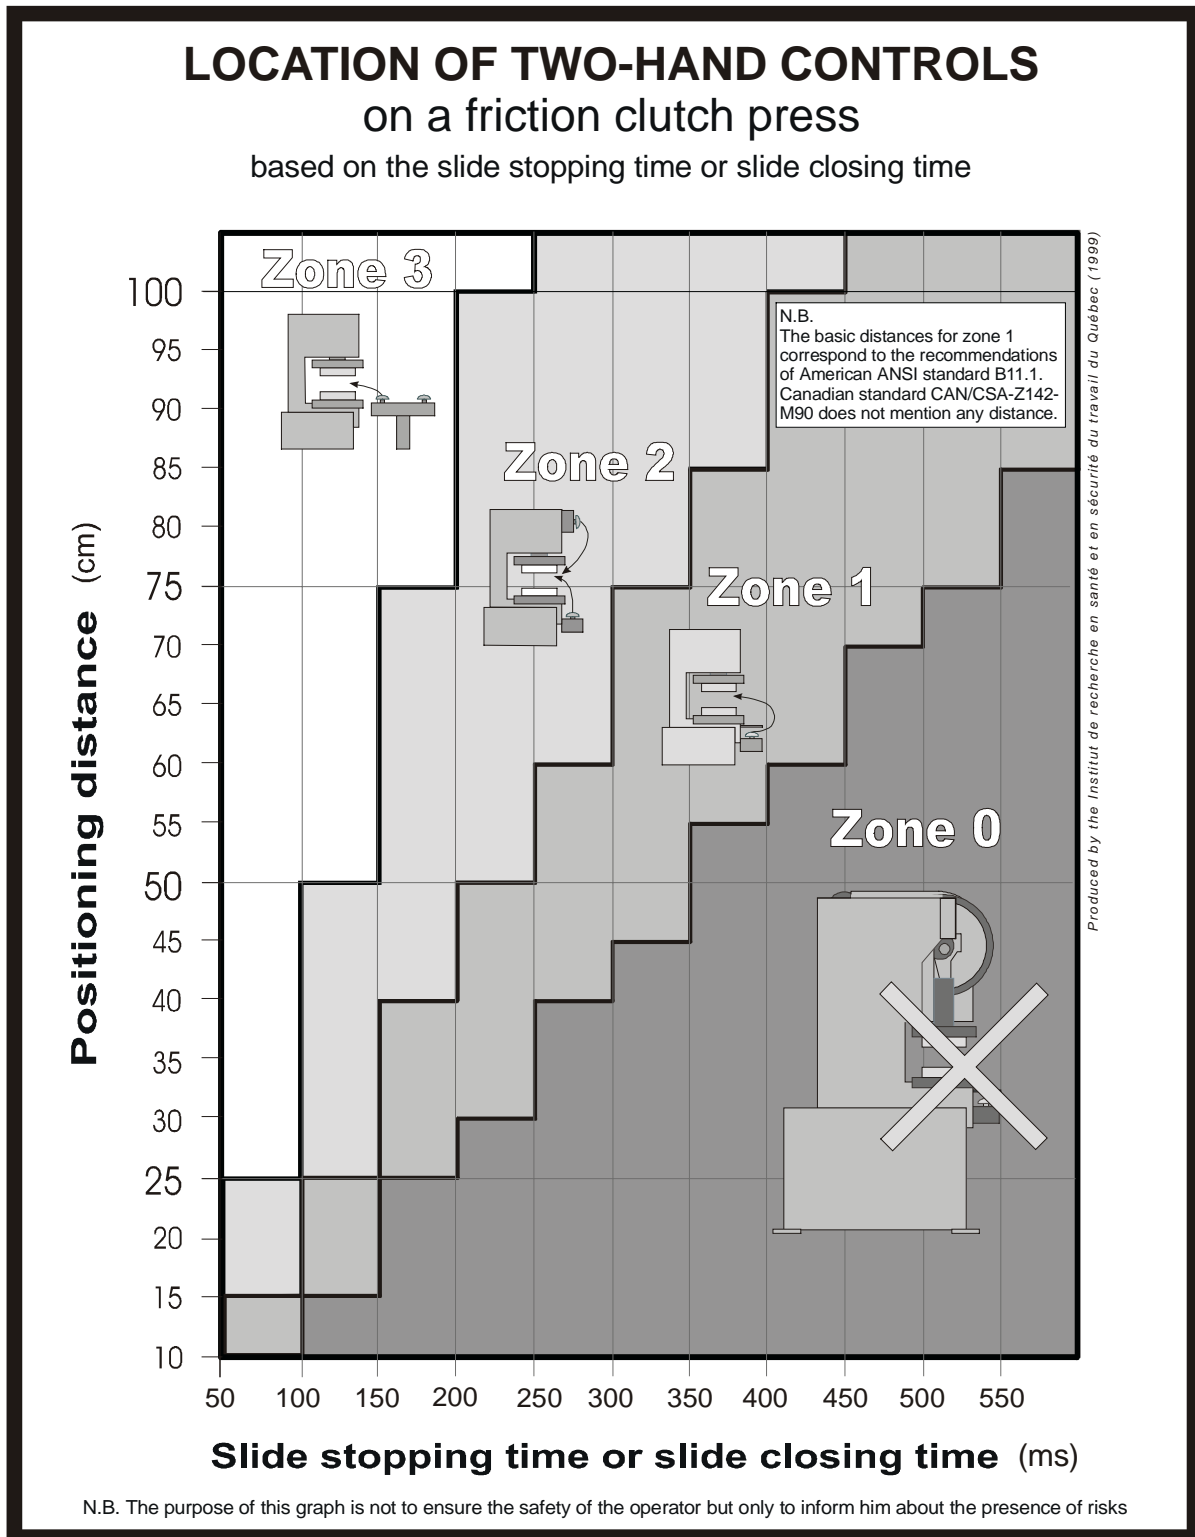 LOCATION OF TWO-HAND CONTROLS
on a friction clutch press
based on the slide stopping time or slide closing time
Zone 3
100
N.B.
The basic distances for zone 1
correspond to the recommendations
of American ANSI standard B11.1.
Canadian standard CAN/CSA-Z142-
M90 does not mention any distance.
95
90
Zone 2
85
80
Zone 1
75
70
65
60
55
Zone 0
50
45
40
35
30
25
20
15
10
Positioning distance (cm)
Produced by the Institut de recherche en santé et en sécurité du travail du Québec (1999)
50 100 150 200 250 300 350 400 450 500 550
Slide stopping time or slide closing time (ms)
N.B. The purpose of this graph is not to ensure the safety of the operator but only to inform him about the presence of risks